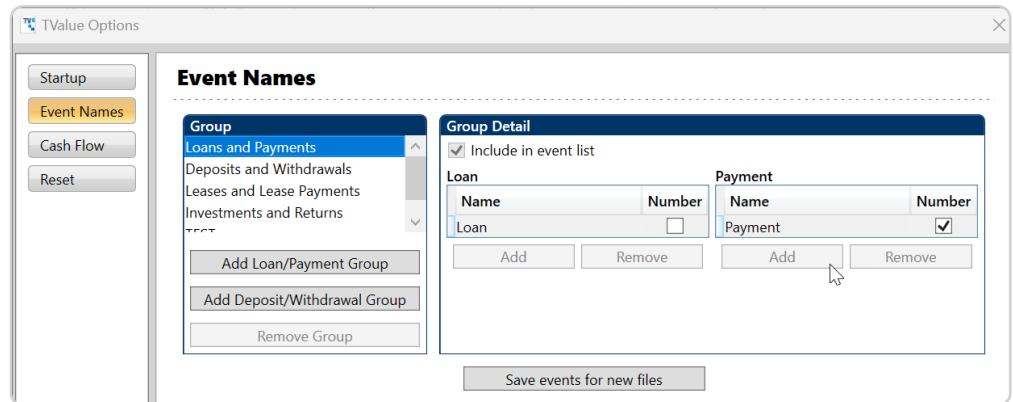 TV TValue Options
Startup
Event Names
Cash Flow
Reset
Event Names
Group
Loans and Payments
Deposits and Withdrawals
Leases and Lease Payments
Investments and Returns
TEST
Add Loan/Payment Group
Add Deposit/Withdrawal Group
Remove Group
Group Detail
Include in event list
Loan
Name Number
Loan
Add Remove
Payment
Name Number
Payment
Add Remove
Save events for new files